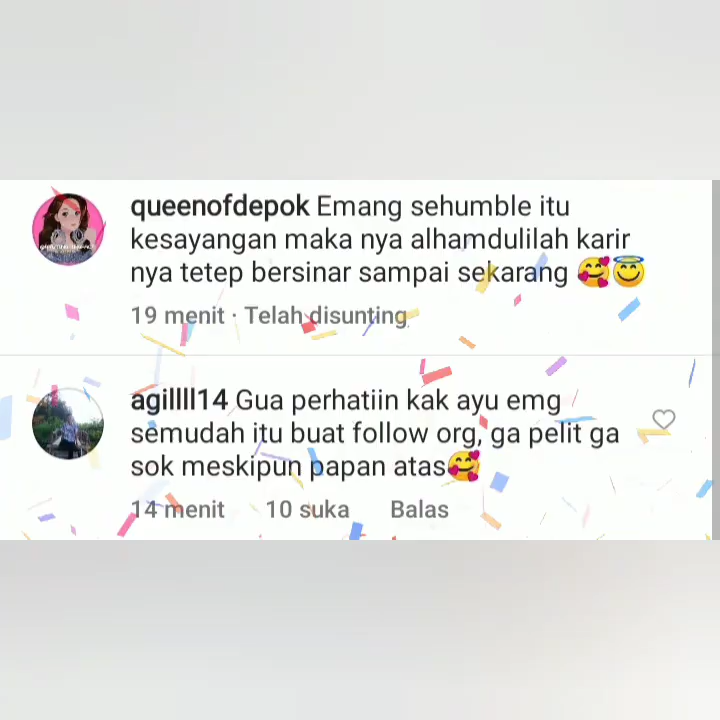 queenofdepok Emang sehumble itu
kesayangan maka nya alhamdulilah karir
nya tetep bersinar sampai sekarang 🥰😇
19 menit · Telah disunting
agillll14 Gua perhatiin kak ayu emg
semudah itu buat follow org, ga pelit ga
sok meskipun papan atas🥰
14 menit 10 suka Balas